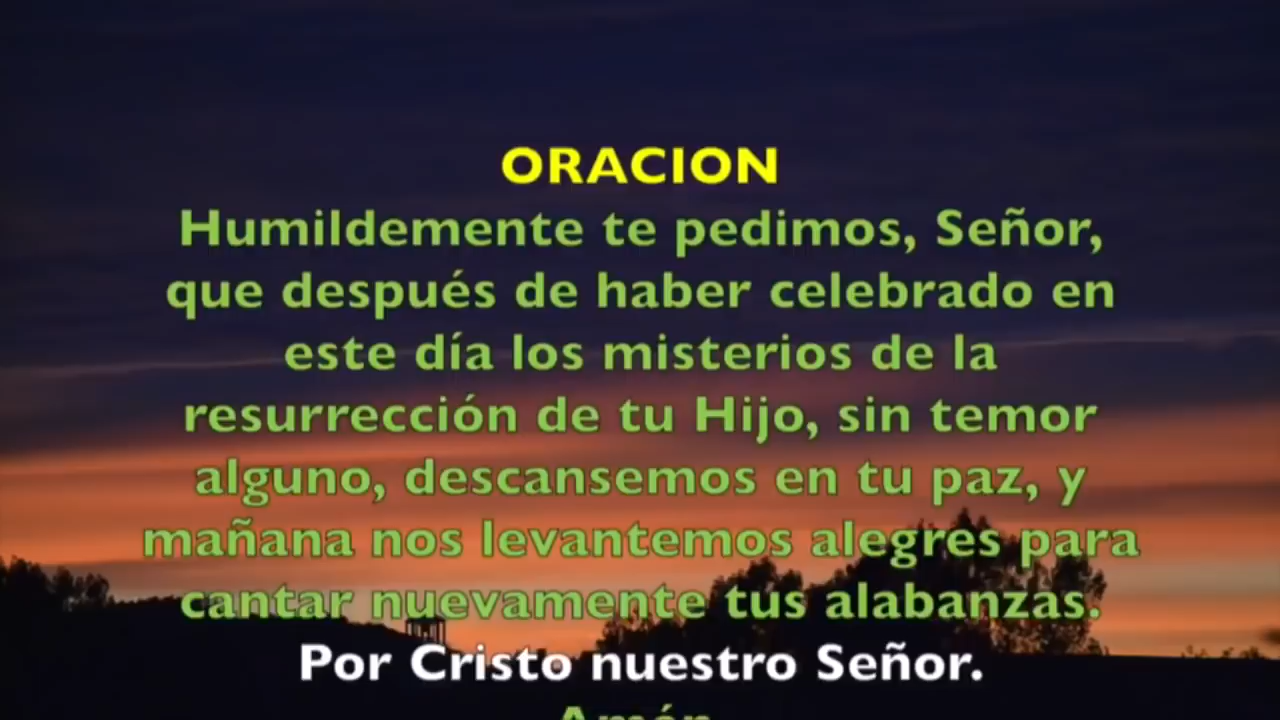 ORACION
Humildemente te pedimos, Señor,
que después de haber celebrado en
este día los misterios de la
resurrección de tu Hijo, sin temor
alguno, descansemos en tu paz, y
mañana nos levantemos alegres para
cantar nuevamente tus alabanzas.
Por Cristo nuestro Señor.
Amén